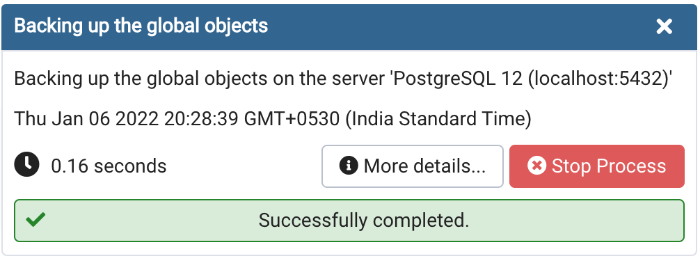 Backing up the global objects
Backing up the global objects on the server 'PostgreSQL 12 (localhost:5432)'
Thu Jan 06 2022 20:28:39 GMT+0530 (India Standard Time)
0.16 seconds
More details...
Stop Process
Successfully completed.